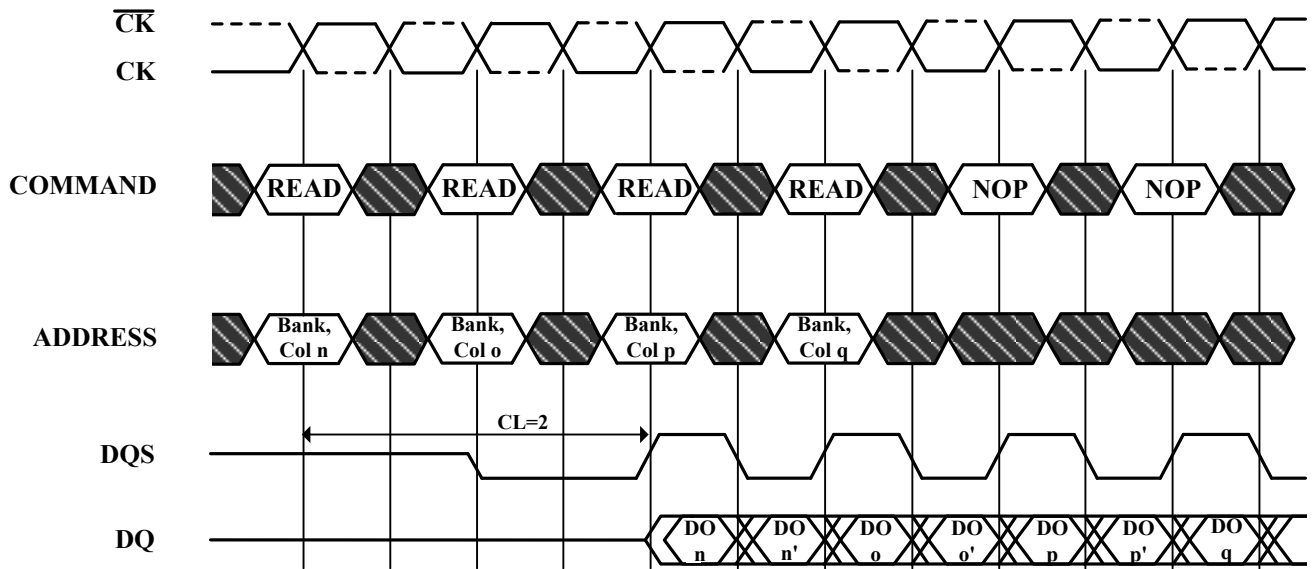 C̅K̅
CK
COMMAND
READ
READ
READ
READ
NOP
NOP
ADDRESS
Bank,
Col n
Bank,
Col o
Bank,
Col p
Bank,
Col q
CL=2
DQS
DQ
DO
n
DO
n'
DO
o
DO
o'
DO
p
DO
p'
DO
q